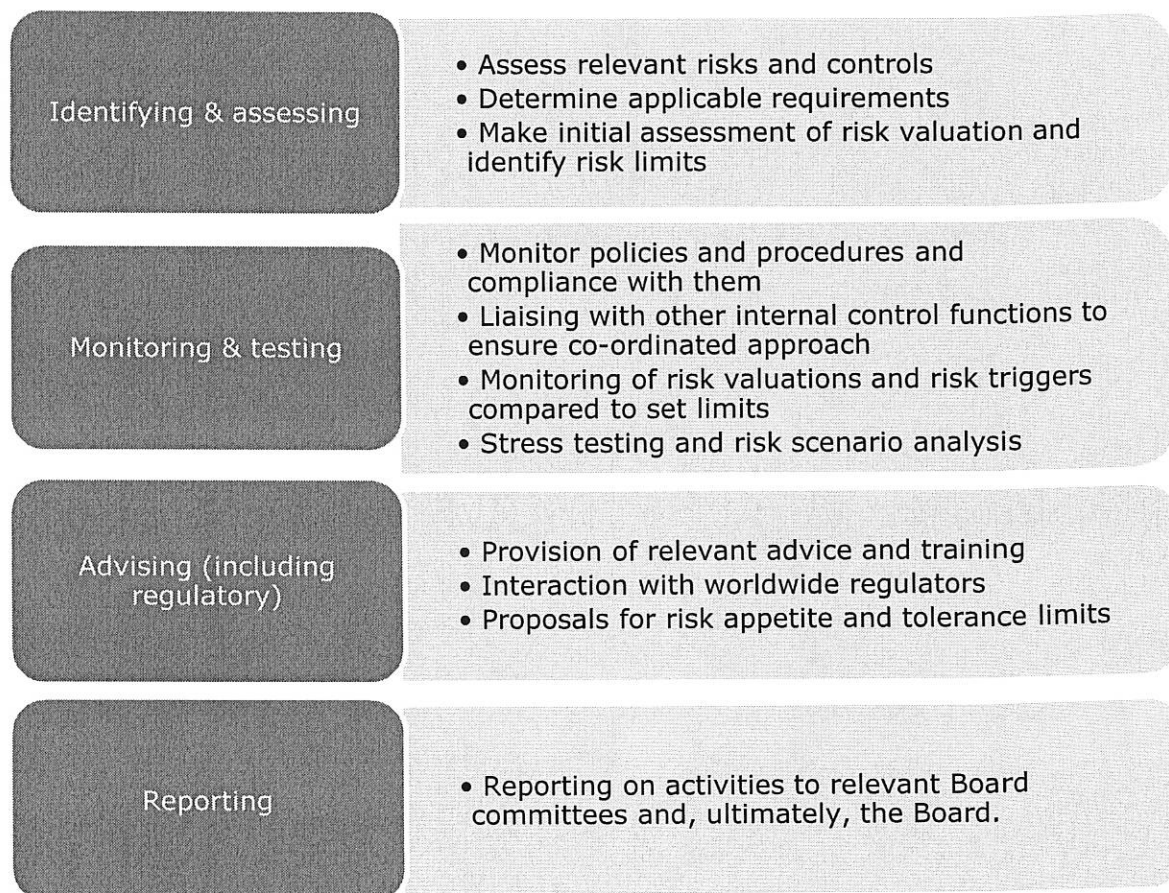 Identifying & assessing
• Assess relevant risks and controls
• Determine applicable requirements
• Make initial assessment of risk valuation and
identify risk limits
Monitoring & testing
• Monitor policies and procedures and
compliance with them
• Liaising with other internal control functions to
ensure co-ordinated approach
• Monitoring of risk valuations and risk triggers
compared to set limits
• Stress testing and risk scenario analysis
Advising (including
regulatory)
• Provision of relevant advice and training
• Interaction with worldwide regulators
• Proposals for risk appetite and tolerance limits
Reporting
• Reporting on activities to relevant Board
committees and, ultimately, the Board.